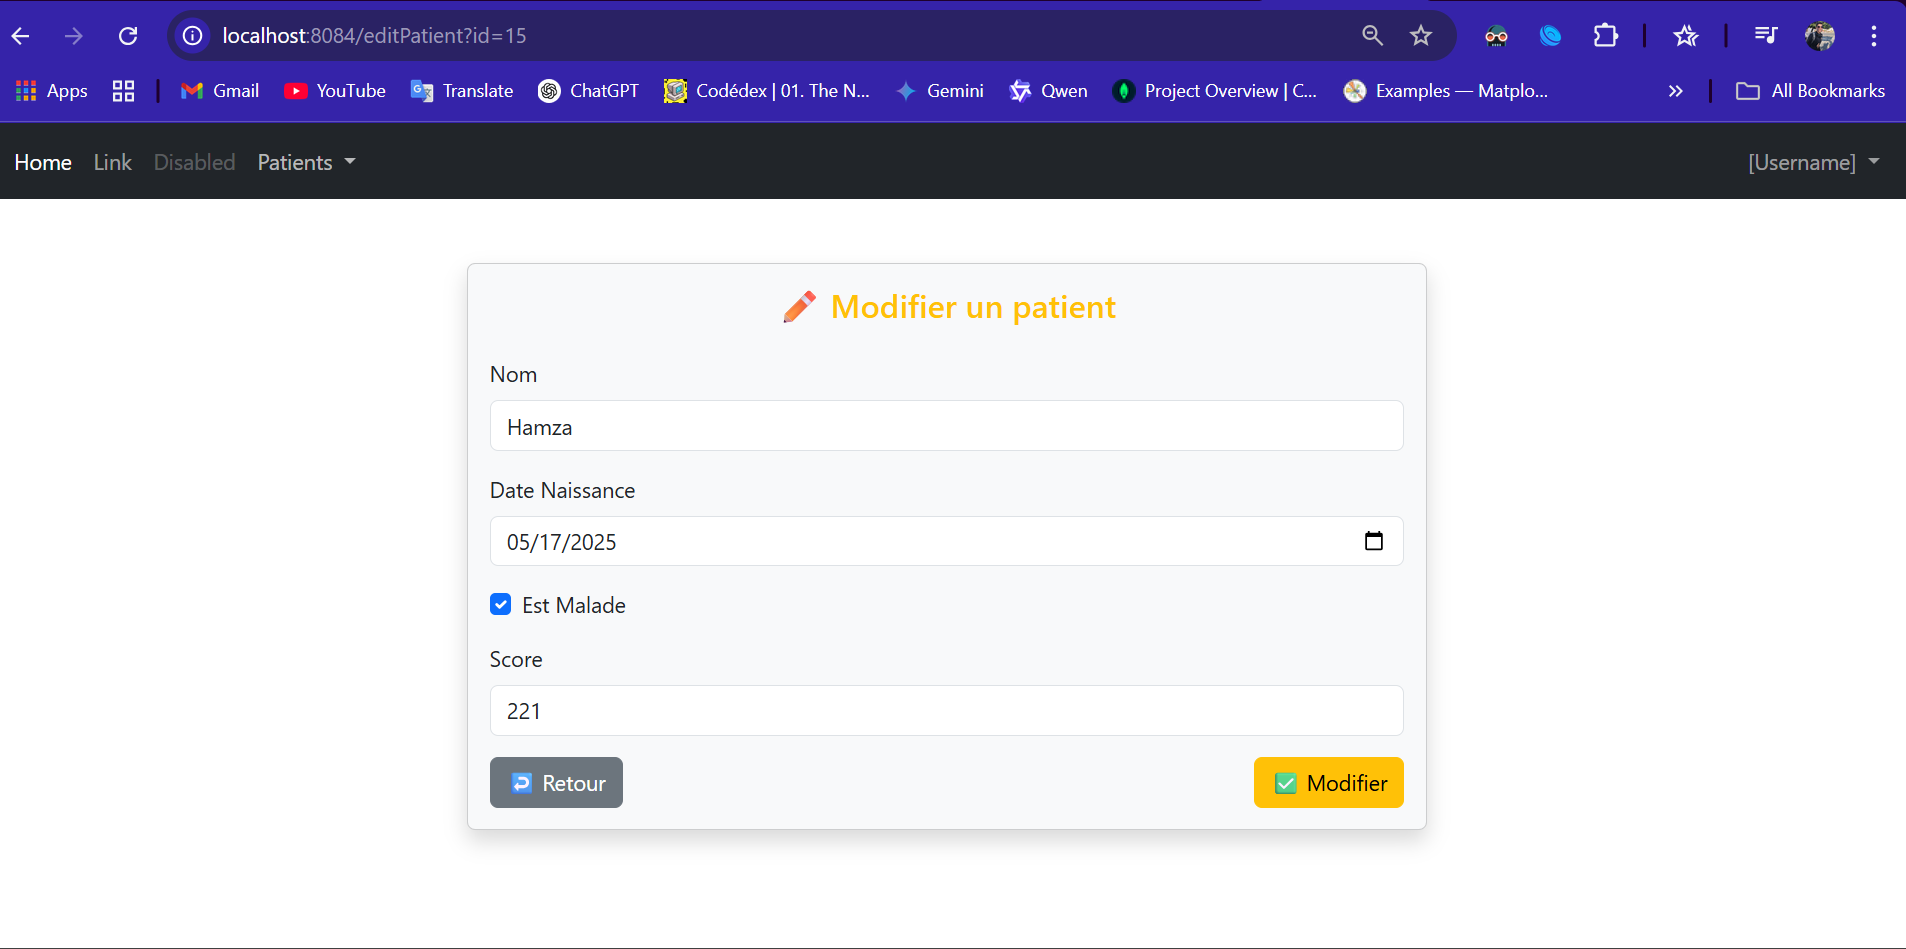 localhost:8084/editPatient?id=15
Apps Gmail YouTube Translate ChatGPT Codédex | 01. The N... Gemini Qwen Project Overview | C... Examples — Matplo... » All Bookmarks
Home Link Disabled Patients [Username]
Modifier un patient
Nom
Hamza
Date Naissance
05/17/2025
Est Malade
Score
221
Retour Modifier